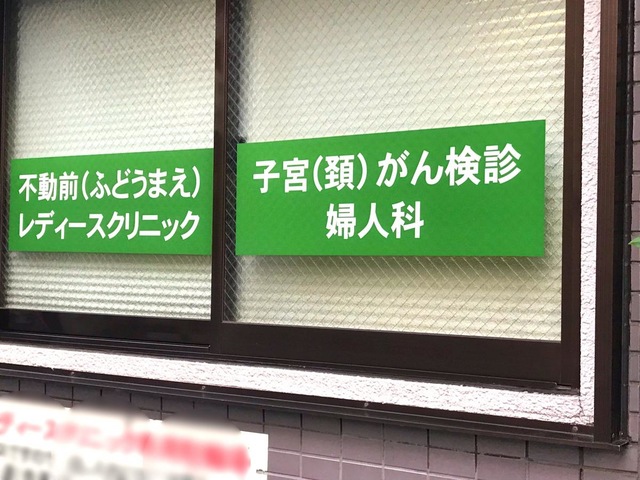 不動前(ふどうまえ)
レディースクリニック
子宮(頚)がん検診
婦人科